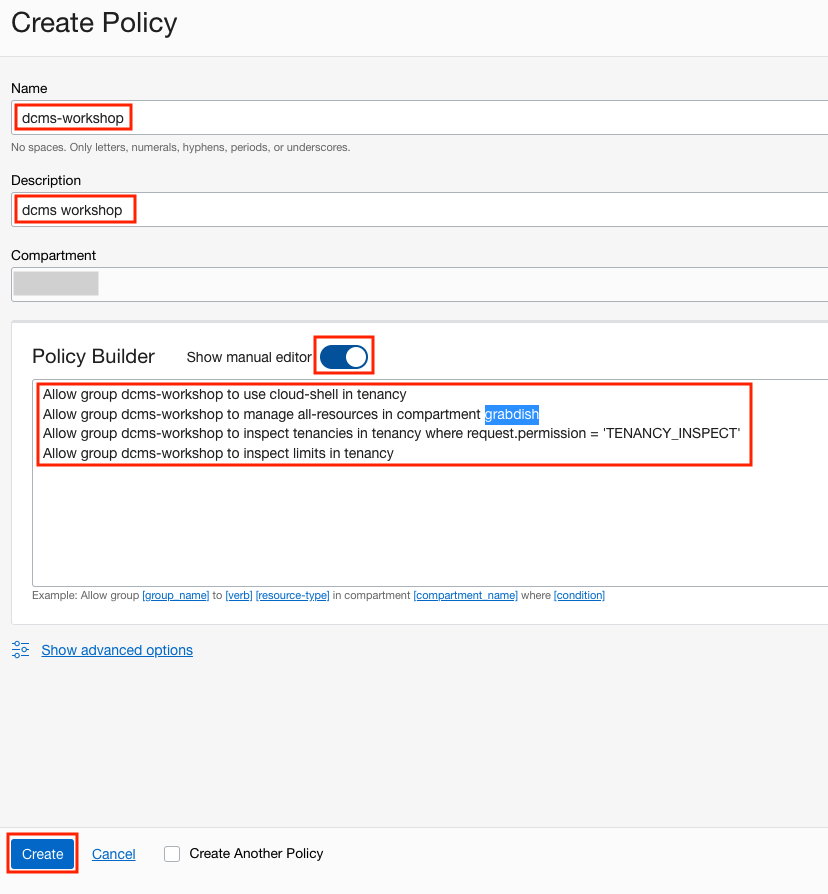 Create Policy
Name
dcms-workshop
No spaces. Only letters, numerals, hyphens, periods, or underscores.
Description
dcms workshop
Compartment
Policy Builder Show manual editor
Allow group dcms-workshop to use cloud-shell in tenancy
Allow group dcms-workshop to manage all-resources in compartment grabdish
Allow group dcms-workshop to inspect tenancies in tenancy where request.permission = 'TENANCY_INSPECT'
Allow group dcms-workshop to inspect limits in tenancy
Example: Allow group [group_name] to [verb] [resource-type] in compartment [compartment_name] where [condition]
Show advanced options
Create Cancel Create Another Policy